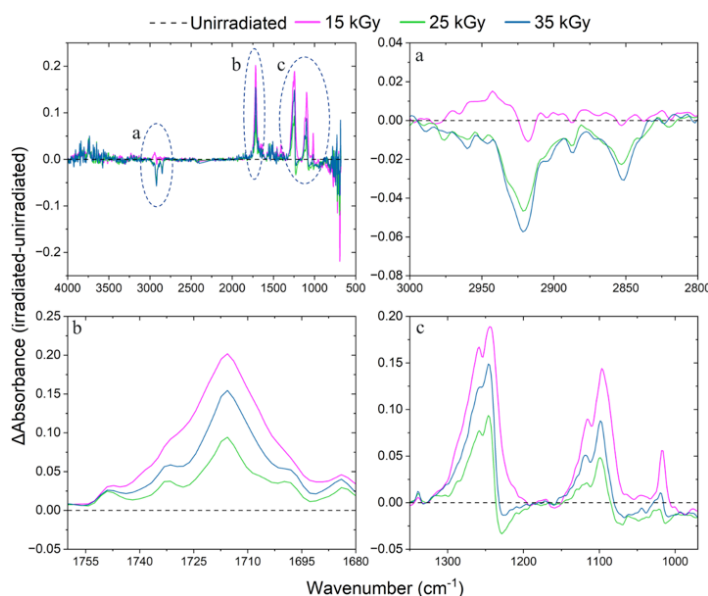 Unirradiated 15 kGy 25 kGy 35 kGy
0.2
0.1
0.0
−0.1
−0.2
a
b
c
4000 3500 3000 2500 2000 1500 1000 500
a
0.04
0.02
0.00
−0.02
−0.04
−0.06
−0.08
3000 2950 2900 2850 2800
b
0.25
0.20
0.15
0.10
0.05
0.00
−0.05
1755 1740 1725 1710 1695 1680
c
0.20
0.15
0.10
0.05
0.00
−0.05
1300 1200 1100 1000
ΔAbsorbance (irradiated-unirradiated)
Wavenumber (cm⁻¹)